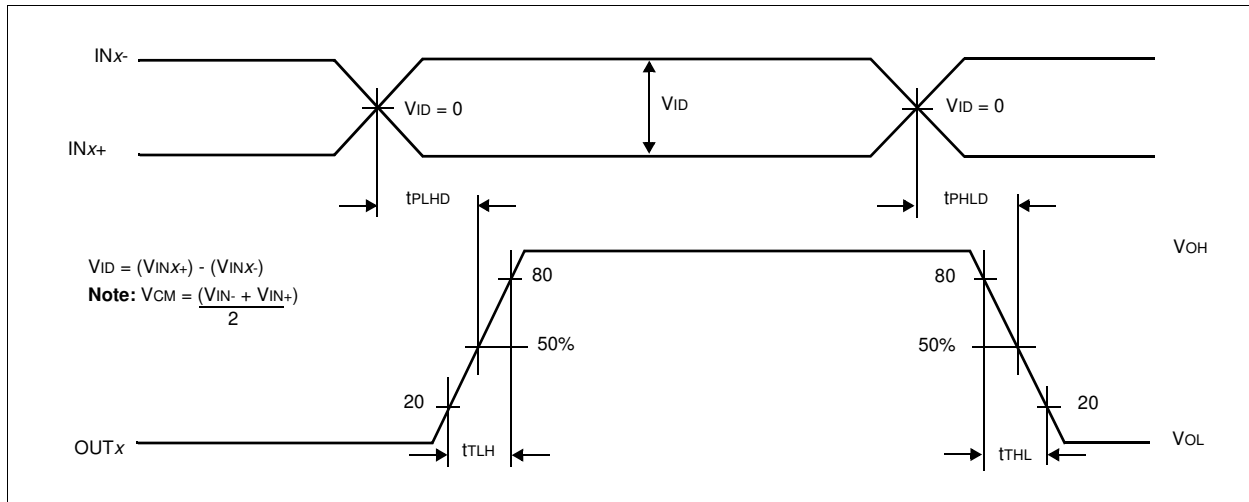 INx-
VID = 0
VID
VID = 0
INx+
tPLHD
tPHLD
VOH
VID = (VINx+) - (VINx-)
80
80
Note: VCM = (VIN- + VIN+)
2
50%
50%
20
20
OUTx
tTLH
tTHL
VOL